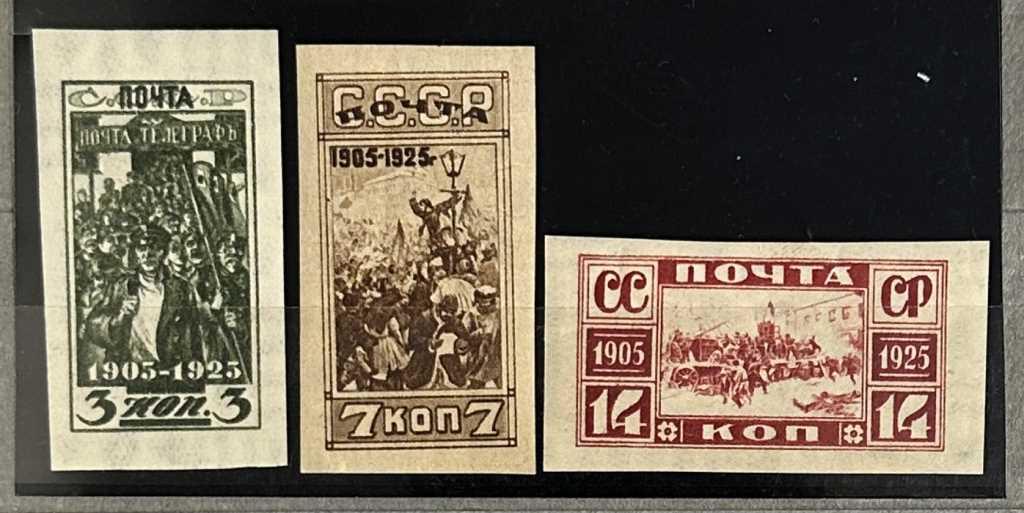 С.С.С.Р
ПОЧТА
ПОЧТА ТЕЛЕГРАФЪ
1905-1925
3 коп. 3
С.С.С.Р
ПОЧТА
1905-1925г
7 КОП 7
СС ПОЧТА СР
1905 1925
14 КОП 14